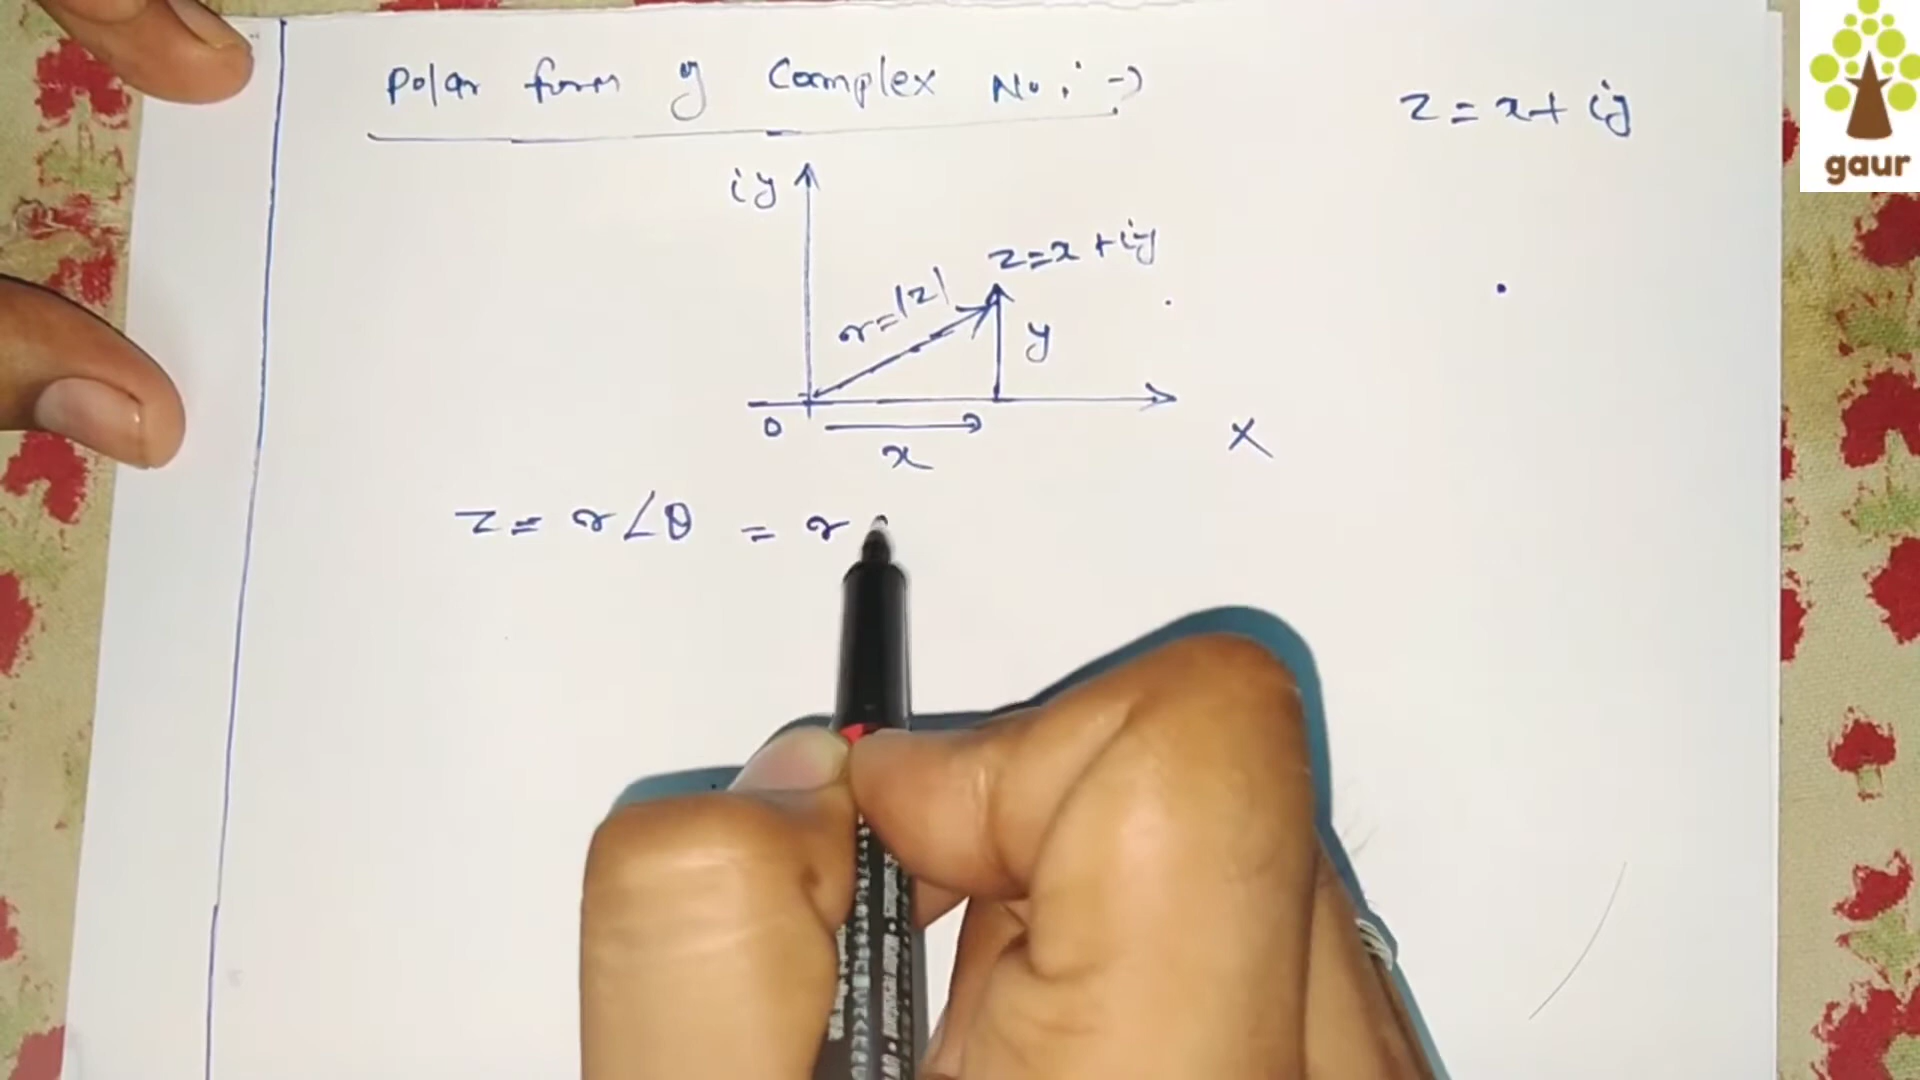 Polar form of Complex No. :->
z = x + iy
gaur
iy
z = x + iy
r = |z|
y
0
x
X
z = r∠θ = r